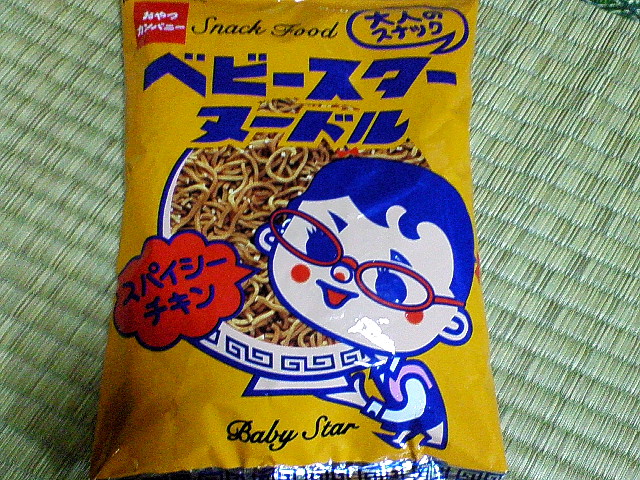 おやつ
カンパニー
Snack Food
大人の
スナック
ベビースター
ヌードル
スパイシー
チキン
Baby Star